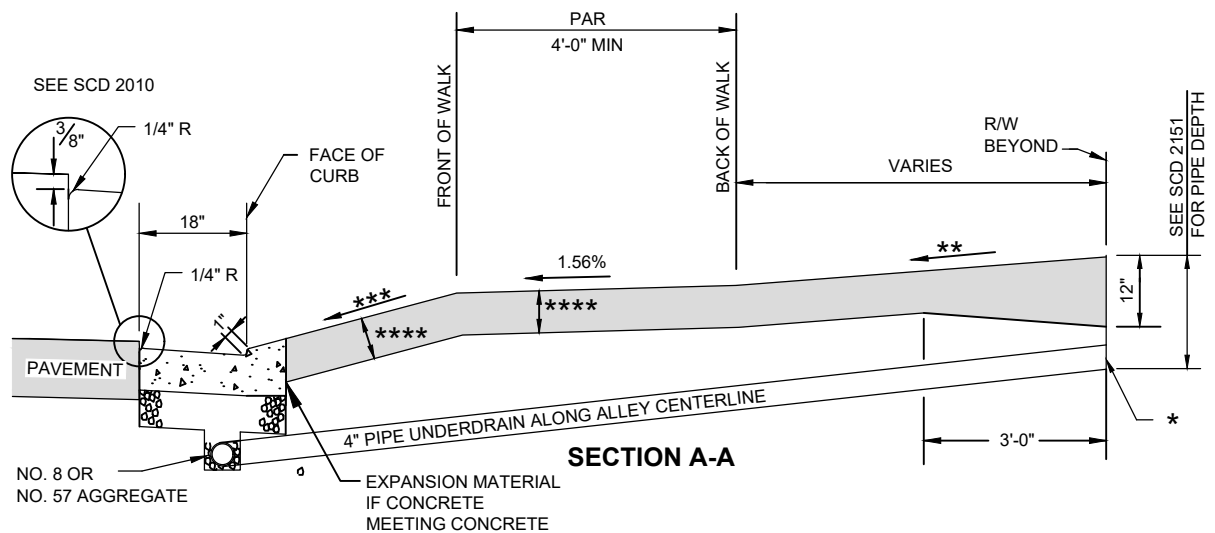 PAR
4'-0" MIN
SEE SCD 2010
3/8"
1/4" R
FACE OF
CURB
FRONT OF WALK
BACK OF WALK
R/W
BEYOND
SEE SCD 2151
FOR PIPE DEPTH
VARIES
18"
1/4" R
1.56%
**
***
****
****
12"
1"
PAVEMENT
4" PIPE UNDERDRAIN ALONG ALLEY CENTERLINE
3'-0"
*
SECTION A-A
NO. 8 OR
NO. 57 AGGREGATE
EXPANSION MATERIAL
IF CONCRETE
MEETING CONCRETE